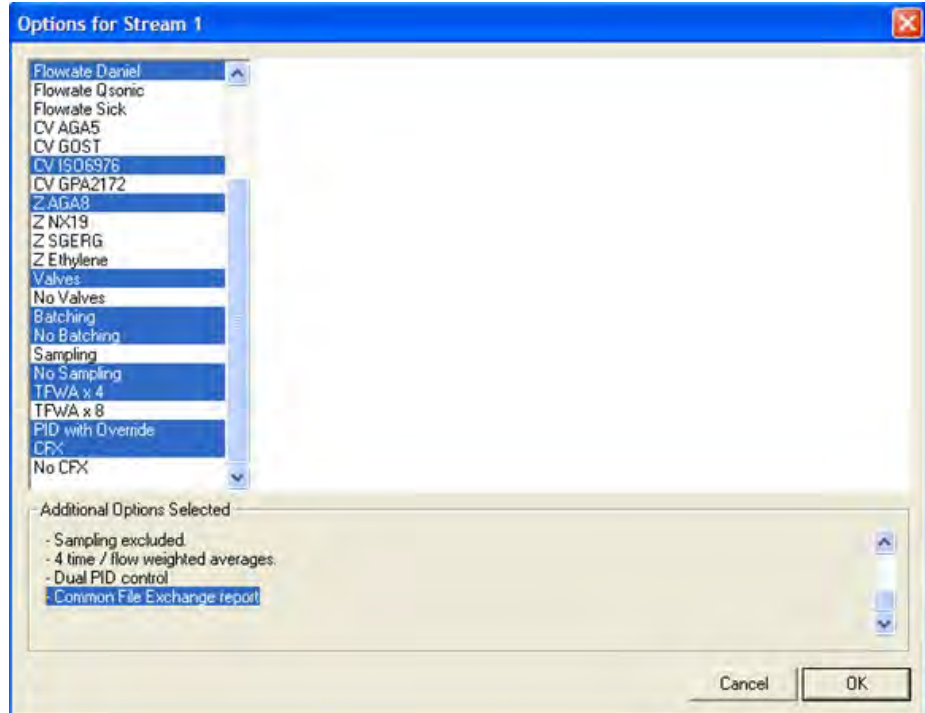 Options for Stream 1
Flowrate Daniel
Flowrate Qsonic
Flowrate Sick
CV AGA5
CV GOST
CV ISO6976
CV GPA2172
Z AGA8
Z NX19
Z SGERG
Z Ethylene
Valves
No Valves
Batching
No Batching
Sampling
No Sampling
TFWA x 4
TFWA x 8
PID with Override
CFX
No CFX
Additional Options Selected
- Sampling excluded.
- 4 time / flow weighted averages.
- Dual PID control
- Common File Exchange report
Cancel OK